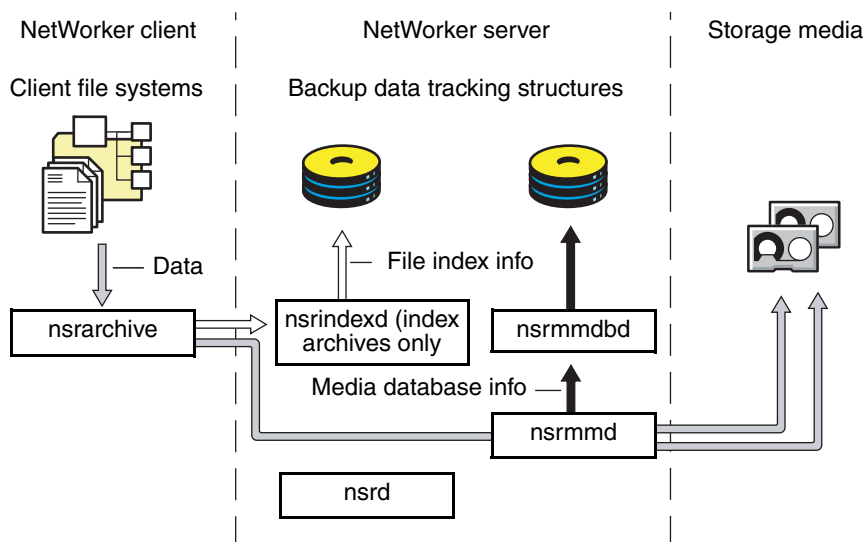 NetWorker client
NetWorker server
Storage media
Client file systems
Backup data tracking structures
Data
File index info
nsrarchive
nsrindexd (index
archives only
nsrmmdbd
Media database info
nsrmmd
nsrd